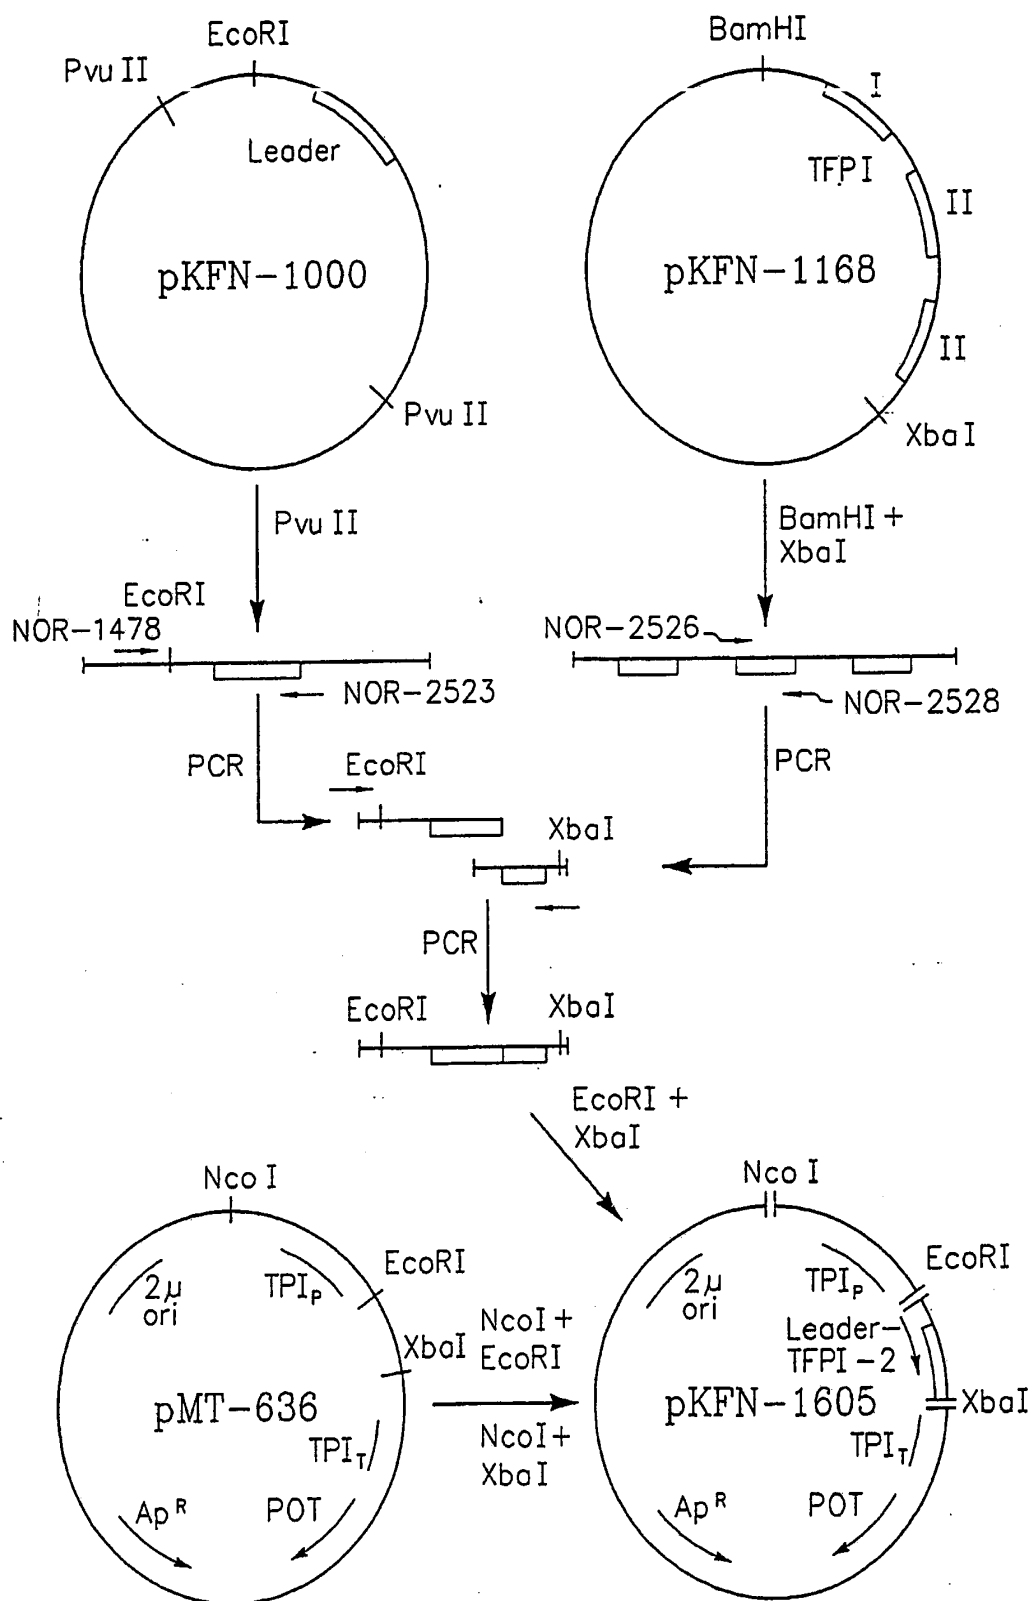 EcoRI
Pvu II
Leader
pKFN-1000
Pvu II
BamHI
I
TFPI
II
pKFN-1168
II
XbaI
Pvu II
BamHI +
XbaI
EcoRI
NOR-1478
NOR-2523
NOR-2526
NOR-2528
PCR
EcoRI
PCR
XbaI
PCR
EcoRI
XbaI
EcoRI +
XbaI
Nco I
2μ
ori
TPIP
EcoRI
XbaI
pMT-636
TPIT
ApR
POT
NcoI +
EcoRI
NcoI+
XbaI
Nco I
2μ
ori
TPIP
EcoRI
Leader-
TFPI-2
pKFN-1605
XbaI
TPIT
ApR
POT